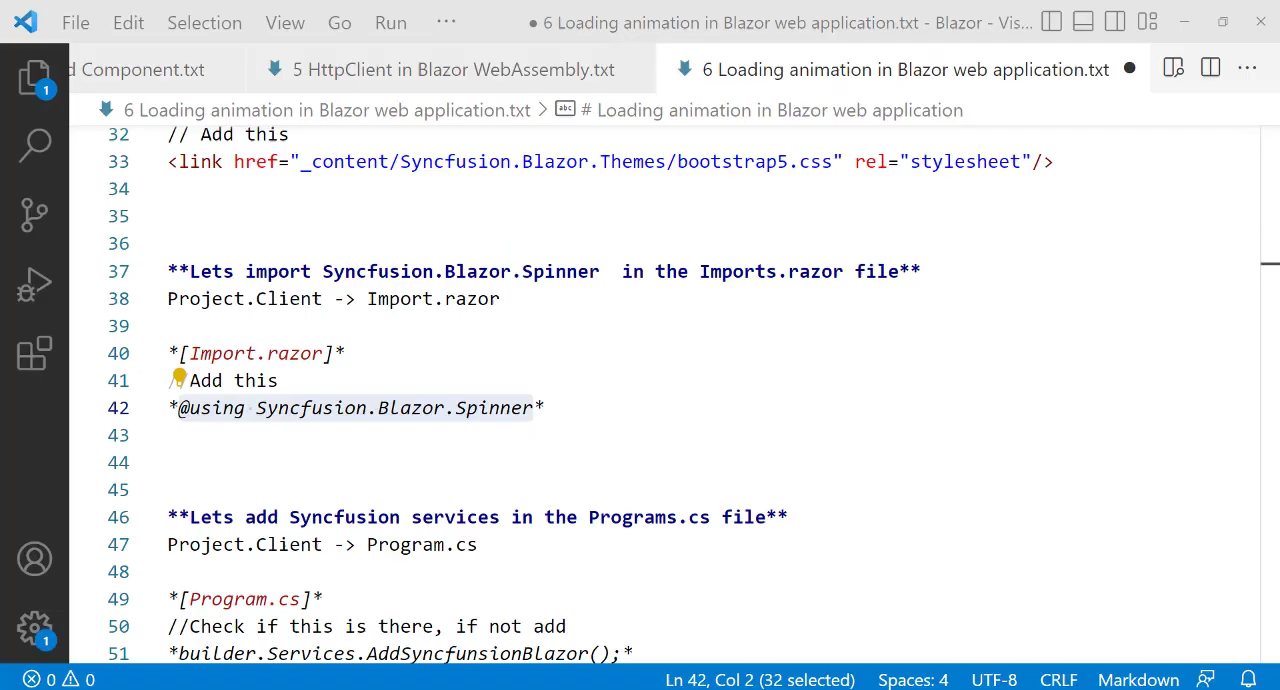 File Edit Selection View Go Run ··· ● 6 Loading animation in Blazor web application.txt - Blazor - Vis...
d Component.txt 5 HttpClient in Blazor WebAssembly.txt 6 Loading animation in Blazor web application.txt ● ···
1
6 Loading animation in Blazor web application.txt > abc # Loading animation in Blazor web application
32 // Add this
33 <link href="_content/Syncfusion.Blazor.Themes/bootstrap5.css" rel="stylesheet"/>
34
35
36
37 **Lets import Syncfusion.Blazor.Spinner  in the Imports.razor file**
38 Project.Client -> Import.razor
39
40 *[Import.razor]*
41 //Add this
42 *@using Syncfusion.Blazor.Spinner*
43
44
45
46 **Lets add Syncfusion services in the Programs.cs file**
47 Project.Client -> Program.cs
48
49 *[Program.cs]*
50 //Check if this is there, if not add
51 *builder.Services.AddSyncfunsionBlazor();*
1
0 0 Ln 42, Col 2 (32 selected) Spaces: 4 UTF-8 CRLF Markdown